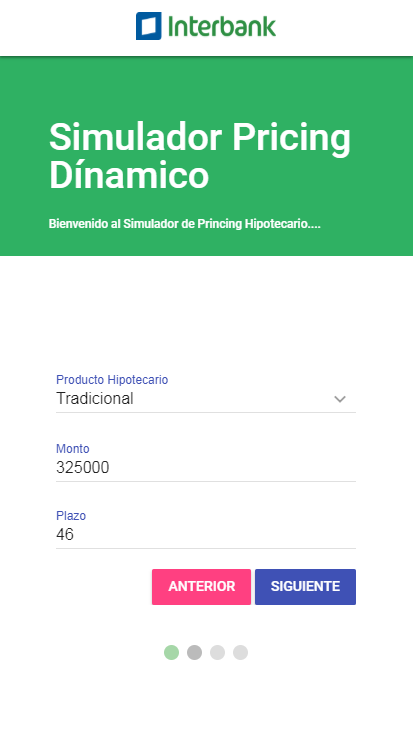 Interbank
Simulador Pricing
Dínamico
Bienvenido al Simulador de Princing Hipotecario....
Producto Hipotecario
Tradicional
Monto
325000
Plazo
46
ANTERIOR SIGUIENTE